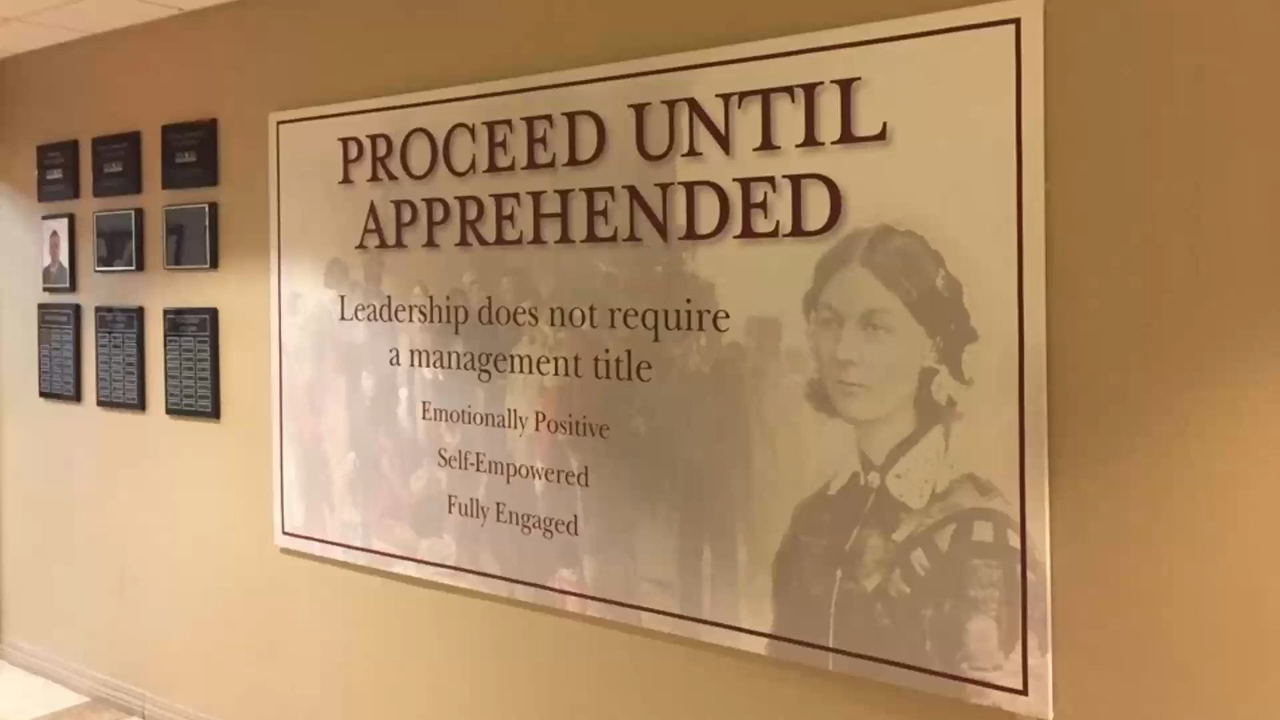 PROCEED UNTIL
APPREHENDED
Leadership does not require
a management title
Emotionally Positive
Self-Empowered
Fully Engaged